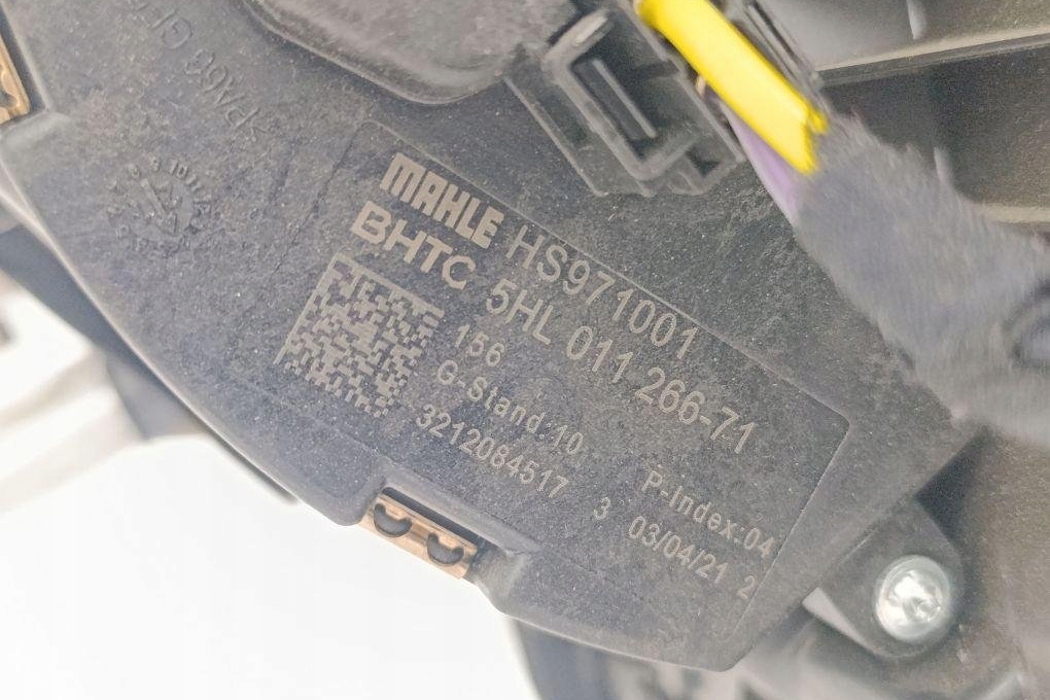 MAHLE HS971001
BHTC 5HL 011 266-71
156
G-Stand:10 P-Index:04
3212084517 3 03/04/21 2